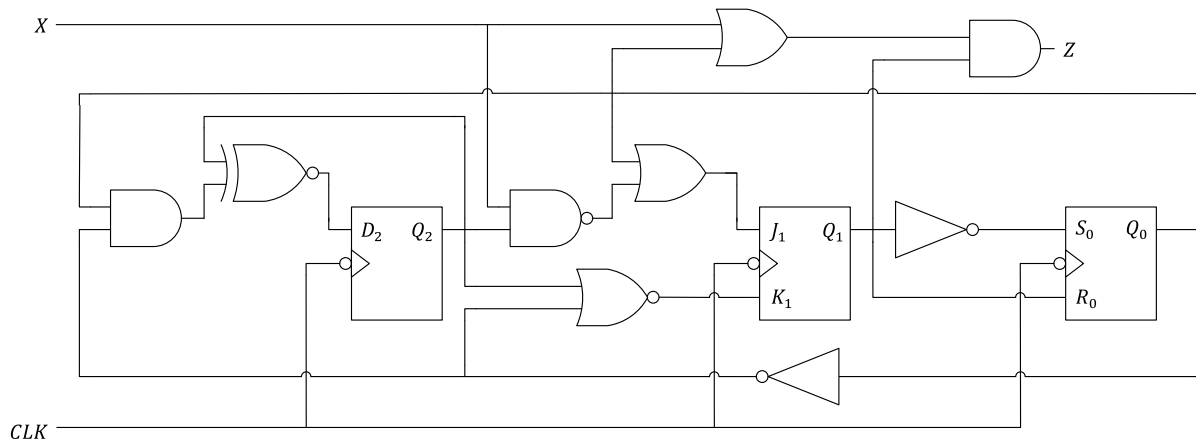 X
Z
D₂ Q₂
J₁ Q₁
K₁
S₀ Q₀
R₀
CLK